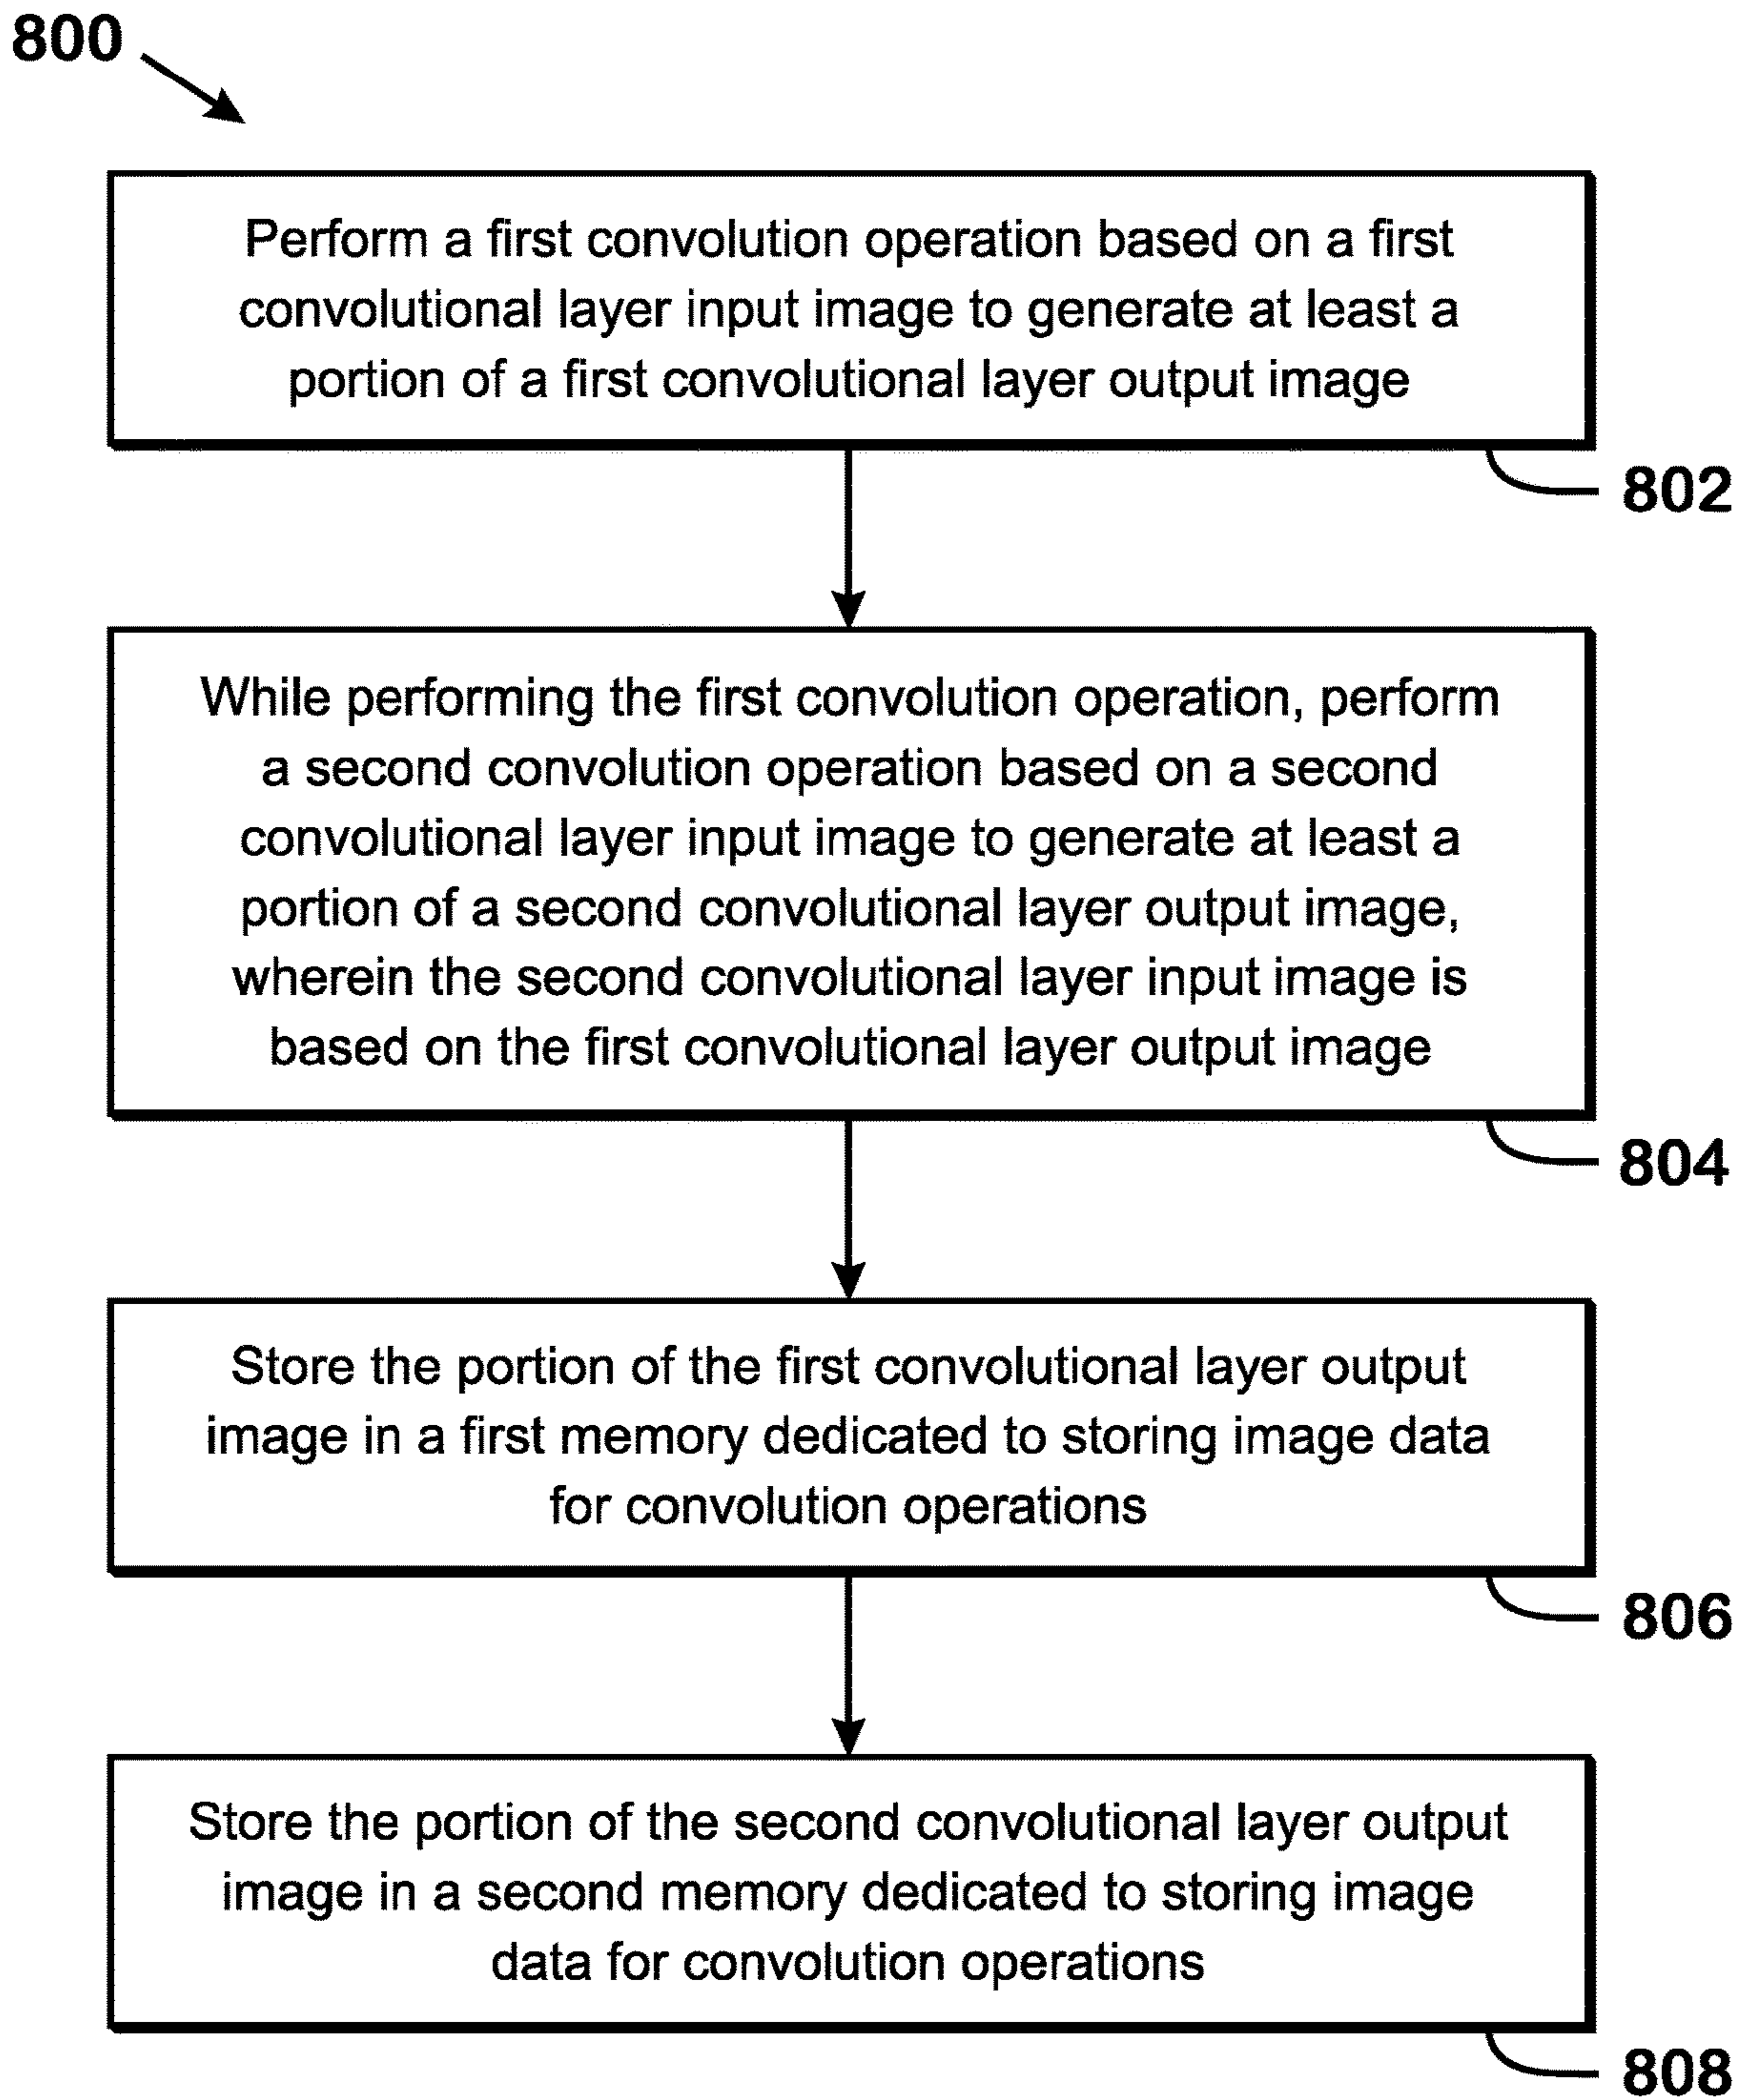 800
Perform a first convolution operation based on a first
convolutional layer input image to generate at least a
portion of a first convolutional layer output image
802
While performing the first convolution operation, perform
a second convolution operation based on a second
convolutional layer input image to generate at least a
portion of a second convolutional layer output image,
wherein the second convolutional layer input image is
based on the first convolutional layer output image
804
Store the portion of the first convolutional layer output
image in a first memory dedicated to storing image data
for convolution operations
806
Store the portion of the second convolutional layer output
image in a second memory dedicated to storing image
data for convolution operations
808